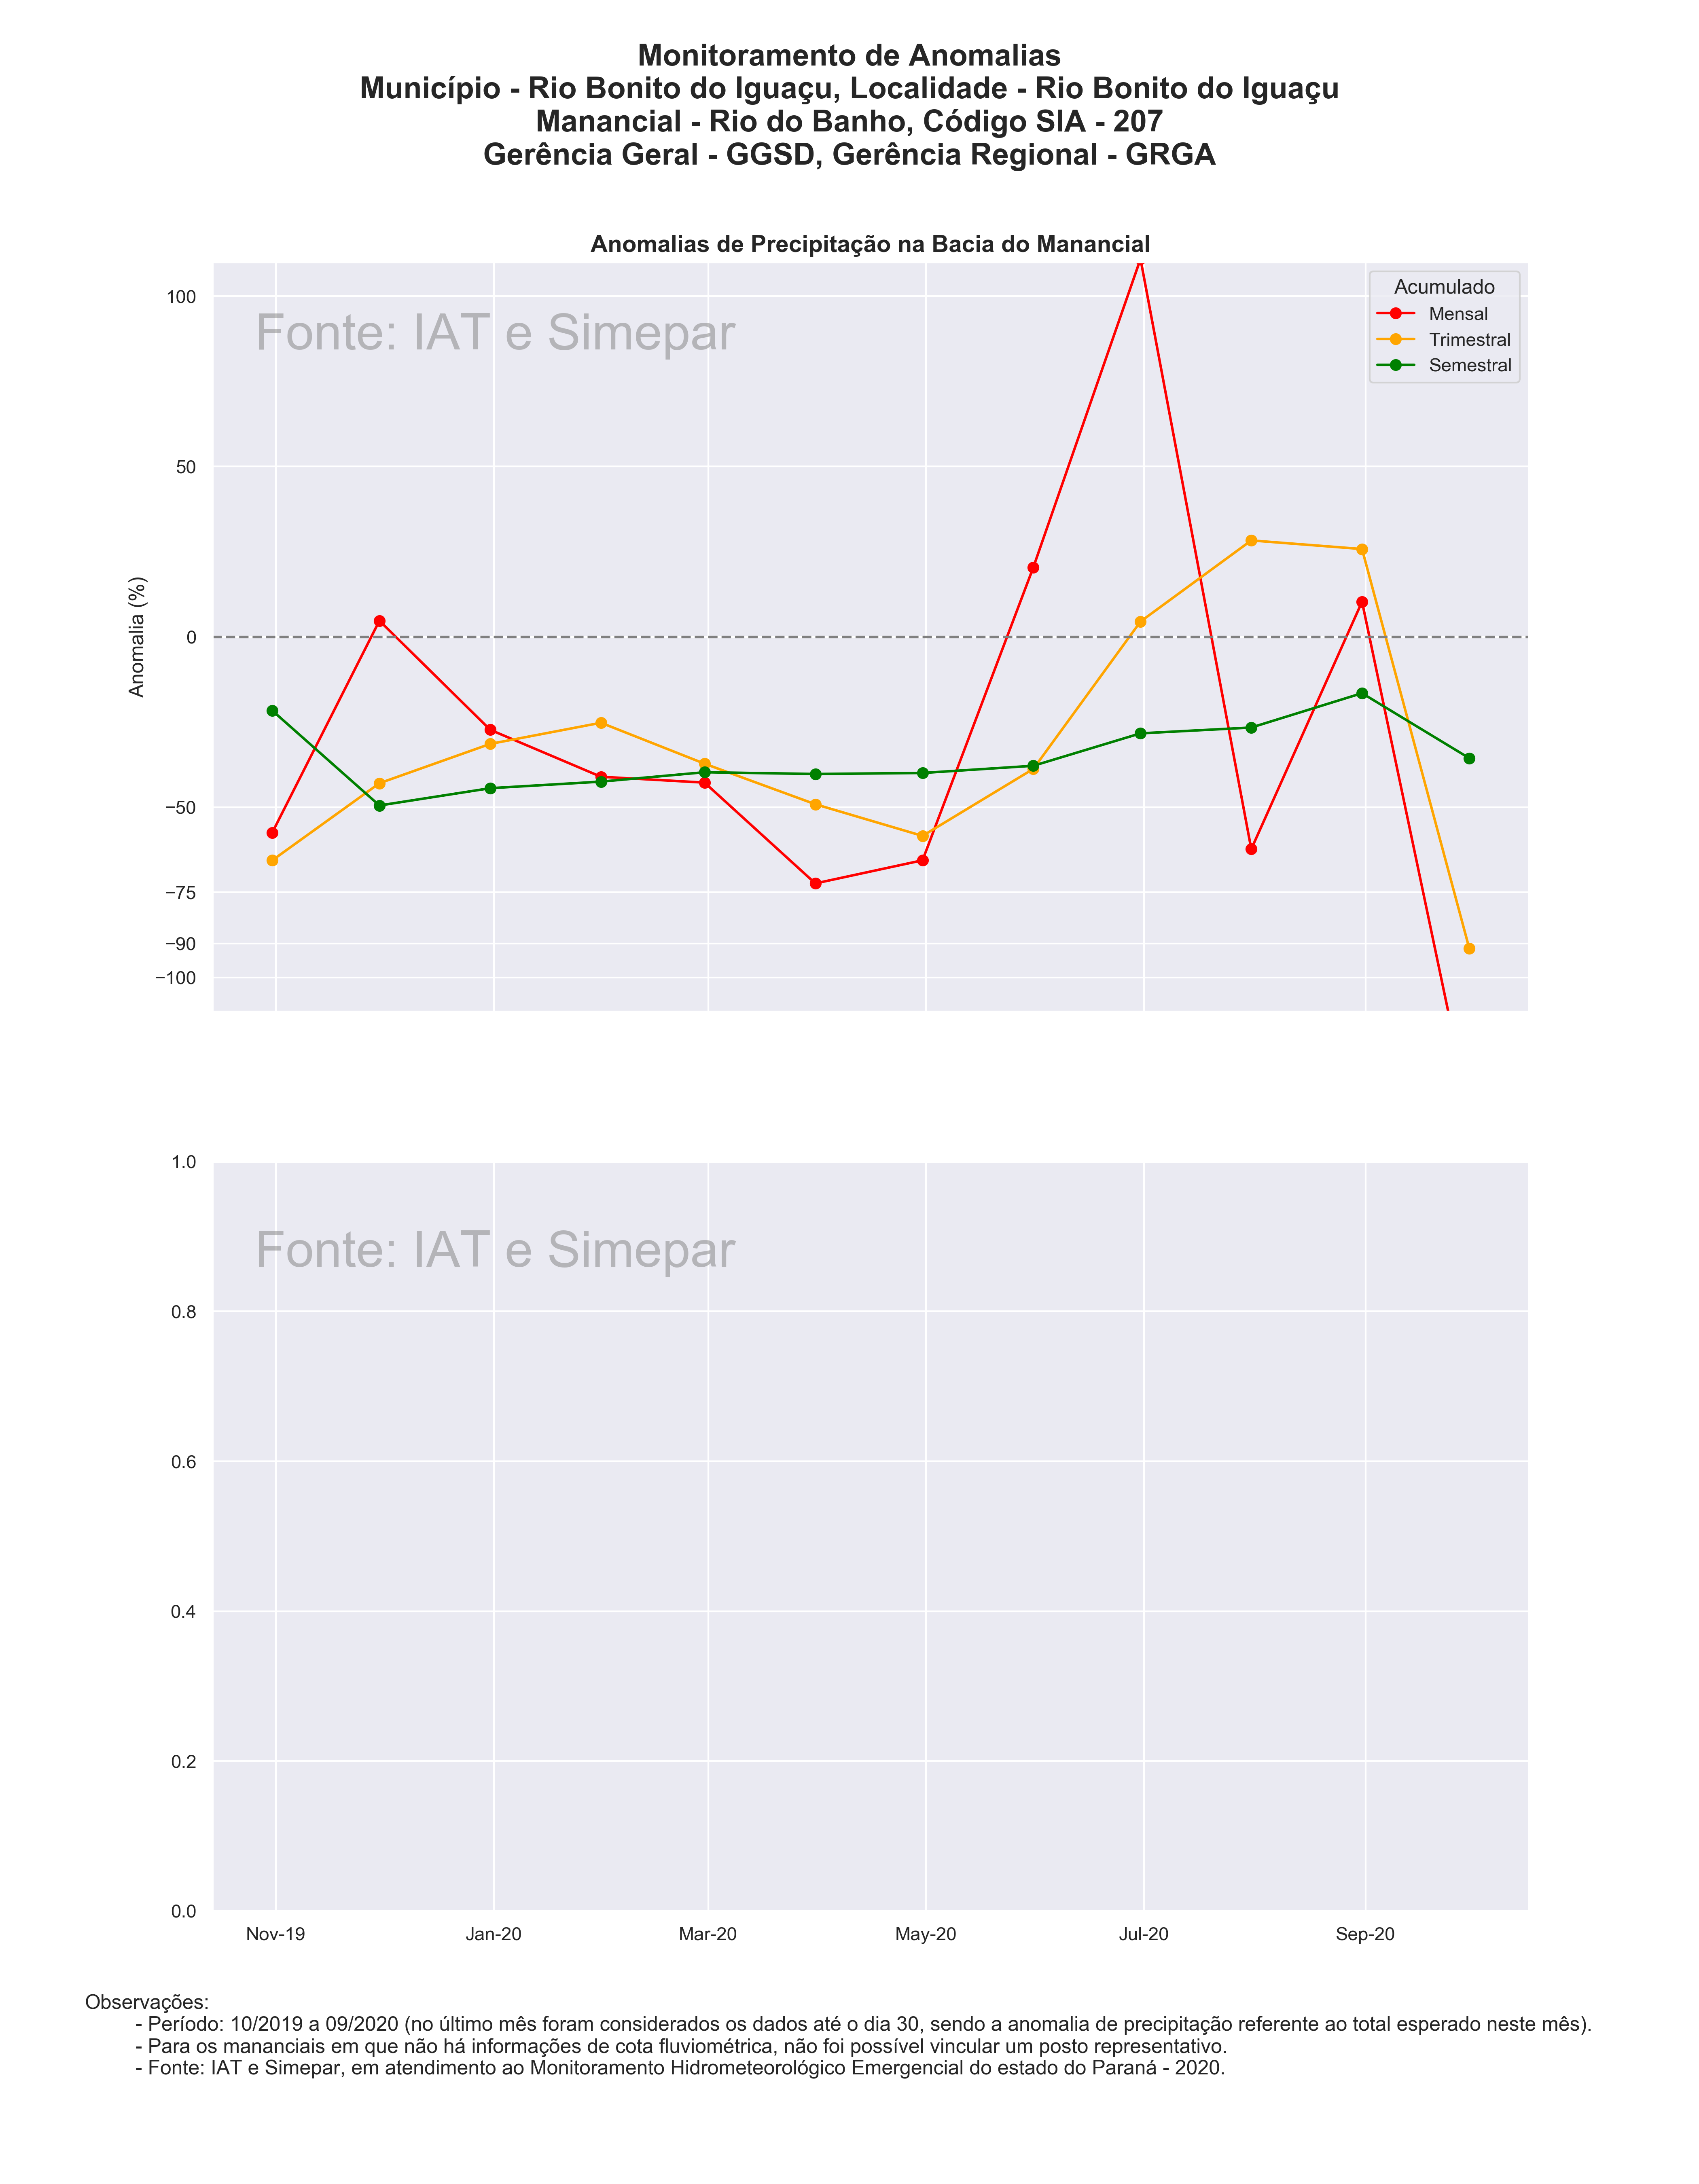 Monitoramento de Anomalias
Município - Rio Bonito do Iguaçu, Localidade - Rio Bonito do Iguaçu
Manancial - Rio do Banho, Código SIA - 207
Gerência Geral - GGSD, Gerência Regional - GRGA
Anomalias de Precipitação na Bacia do Manancial
Fonte: IAT e Simepar
Acumulado
Mensal
Trimestral
Semestral
Anomalia (%)
100
50
0
−50
−75
−90
−100
Fonte: IAT e Simepar
1.0
0.8
0.6
0.4
0.2
0.0
Nov-19 Jan-20 Mar-20 May-20 Jul-20 Sep-20
Observações:
- Período: 10/2019 a 09/2020 (no último mês foram considerados os dados até o dia 30, sendo a anomalia de precipitação referente ao total esperado neste mês).
- Para os mananciais em que não há informações de cota fluviométrica, não foi possível vincular um posto representativo.
- Fonte: IAT e Simepar, em atendimento ao Monitoramento Hidrometeorológico Emergencial do estado do Paraná - 2020.